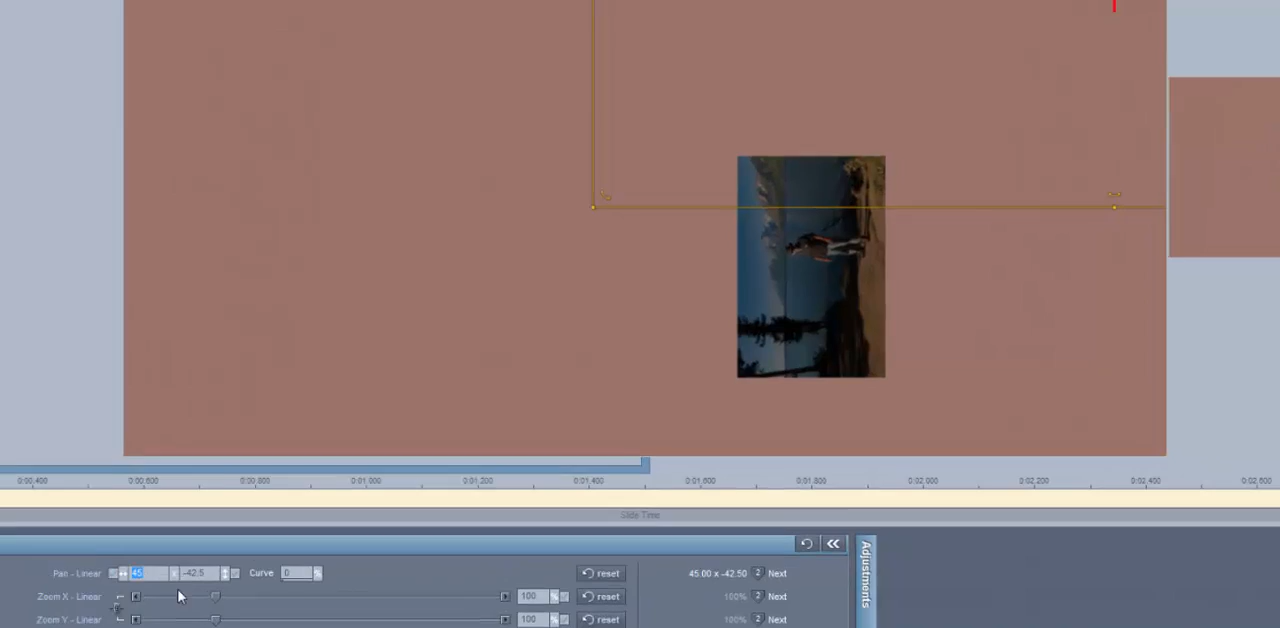 0:00,400 0:00,600 0:00,800 0:01,000 0:01,200 0:01,400 0:01,600 0:01,800 0:02,000 0:02,200 0:02,400 0:02,600
Slide Time
Pan - Linear 45 x -42.5 Curve 0 % reset 45.00 x -42.50 2 Next
Zoom X - Linear 100 % reset 100% 2 Next
Zoom Y - Linear 100 % reset 100% 2 Next
Adjustments